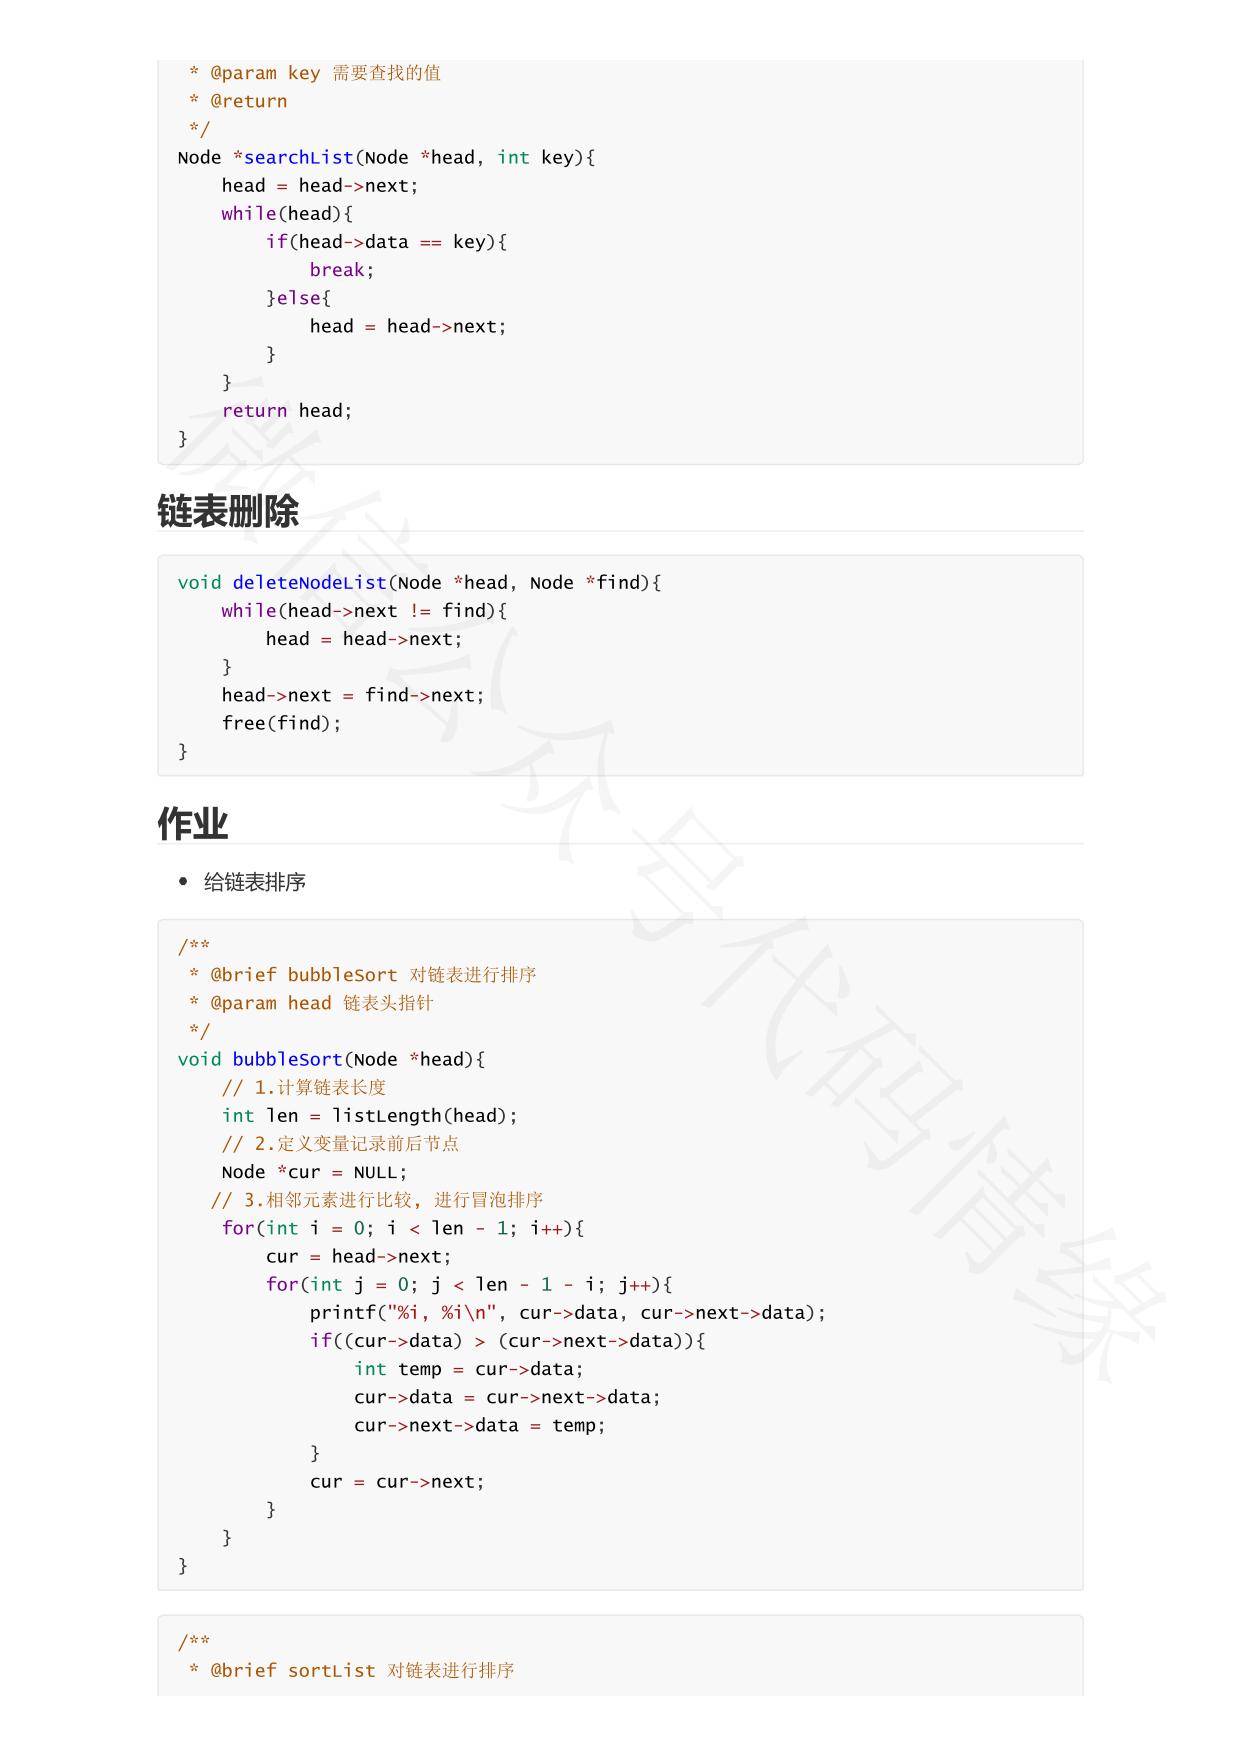 * @param key 需要查找的值
 * @return
 */
Node *searchList(Node *head, int key){
    head = head->next;
    while(head){
        if(head->data == key){
            break;
        }else{
            head = head->next;
        }
    }
    return head;
}
链表删除
void deleteNodeList(Node *head, Node *find){
    while(head->next != find){
        head = head->next;
    }
    head->next = find->next;
    free(find);
}
作业
• 给链表排序
/**
 * @brief bubbleSort 对链表进行排序
 * @param head 链表头指针
 */
void bubbleSort(Node *head){
    // 1.计算链表长度
    int len = listLength(head);
    // 2.定义变量记录前后节点
    Node *cur = NULL;
   // 3.相邻元素进行比较, 进行冒泡排序
    for(int i = 0; i < len - 1; i++){
        cur = head->next;
        for(int j = 0; j < len - 1 - i; j++){
            printf("%i, %i\n", cur->data, cur->next->data);
            if((cur->data) > (cur->next->data)){
                int temp = cur->data;
                cur->data = cur->next->data;
                cur->next->data = temp;
            }
            cur = cur->next;
        }
    }
}
/**
 * @brief sortList 对链表进行排序
微信公众号代码情缘